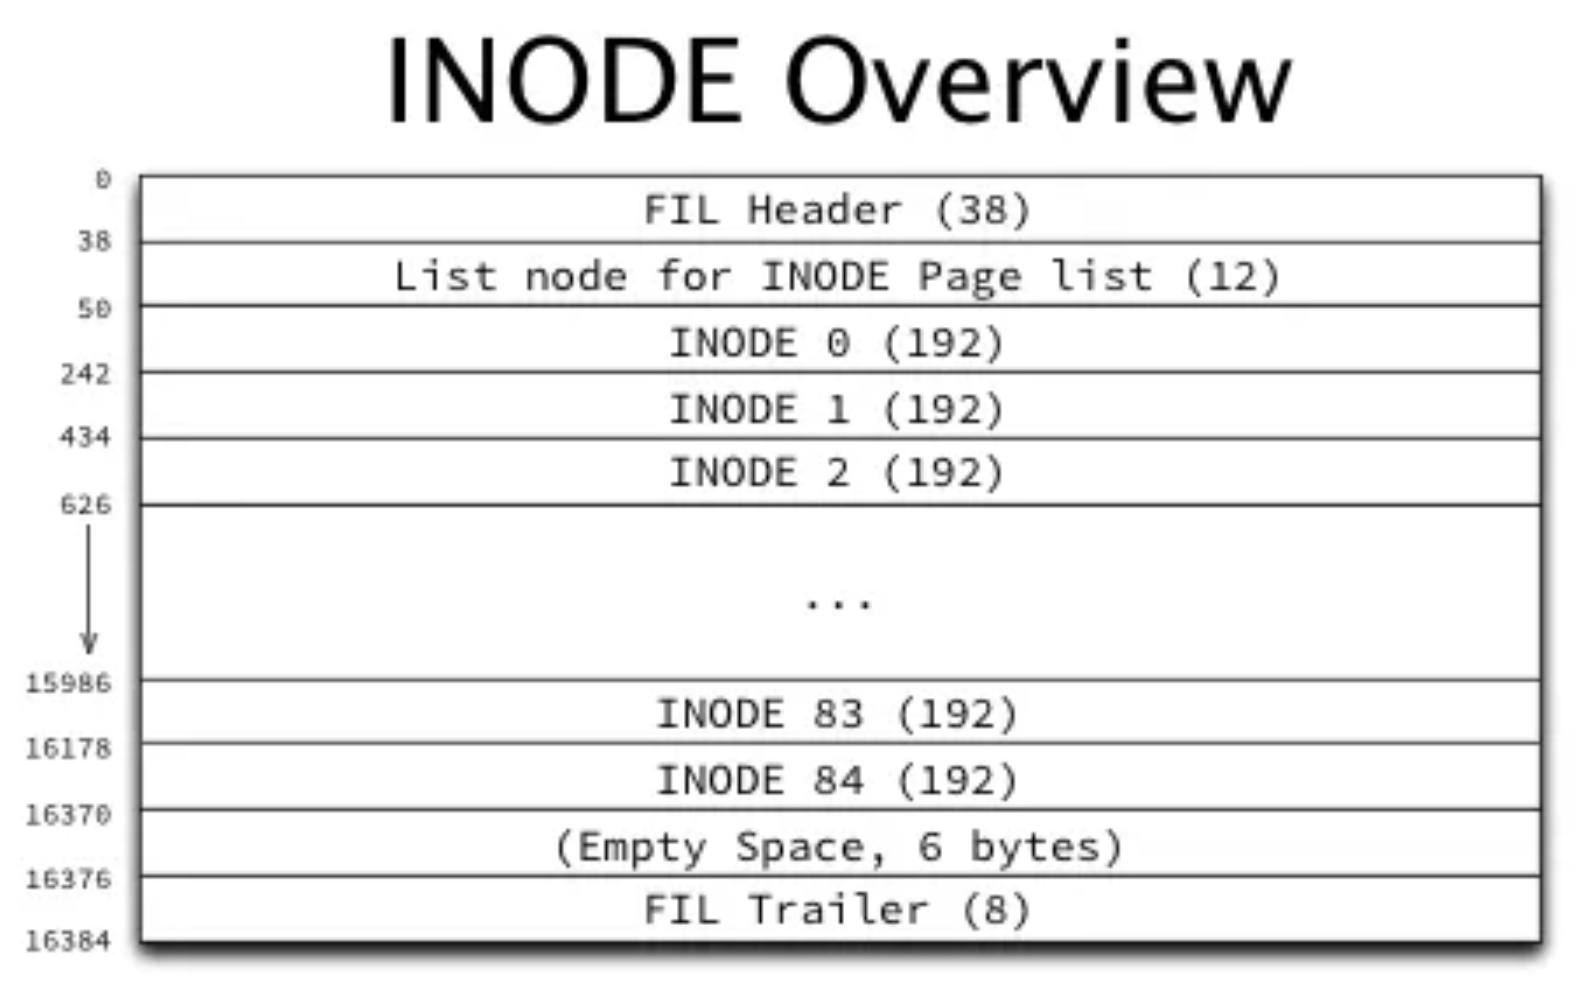 INODE Overview
0
FIL Header (38)
38
List node for INODE Page list (12)
50
INODE 0 (192)
242
INODE 1 (192)
434
INODE 2 (192)
626
...
15986
INODE 83 (192)
16178
INODE 84 (192)
16370
(Empty Space, 6 bytes)
16376
FIL Trailer (8)
16384